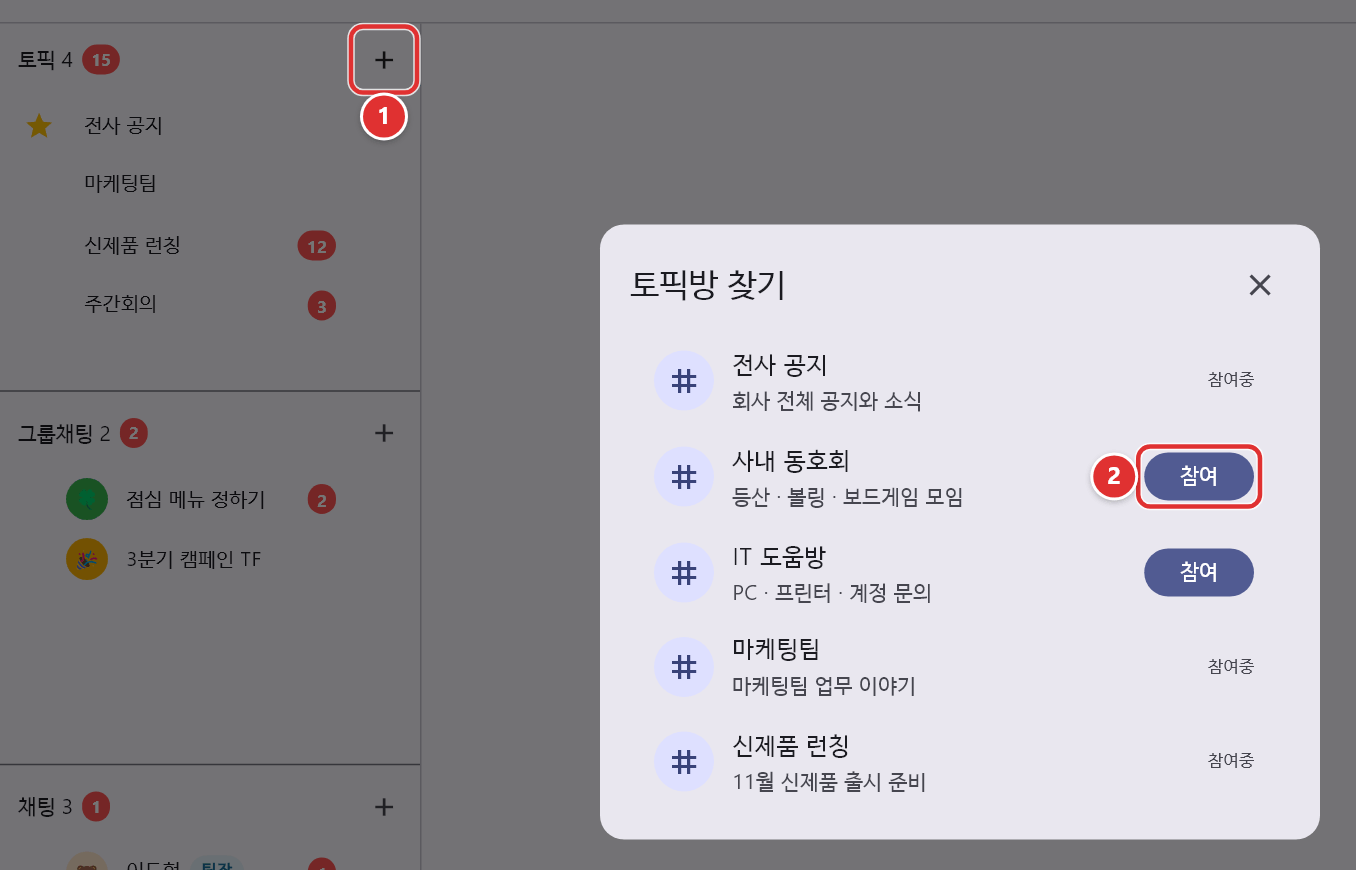 토픽 4 15
1
전사 공지
마케팅팀
신제품 런칭 12
주간회의 3
그룹채팅 2 2
점심 메뉴 정하기 2
3분기 캠페인 TF
채팅 3 1
토픽방 찾기
전사 공지
회사 전체 공지와 소식
참여중
사내 동호회
등산 · 볼링 · 보드게임 모임
2 참여
IT 도움방
PC · 프린터 · 계정 문의
참여
마케팅팀
마케팅팀 업무 이야기
참여중
신제품 런칭
11월 신제품 출시 준비
참여중